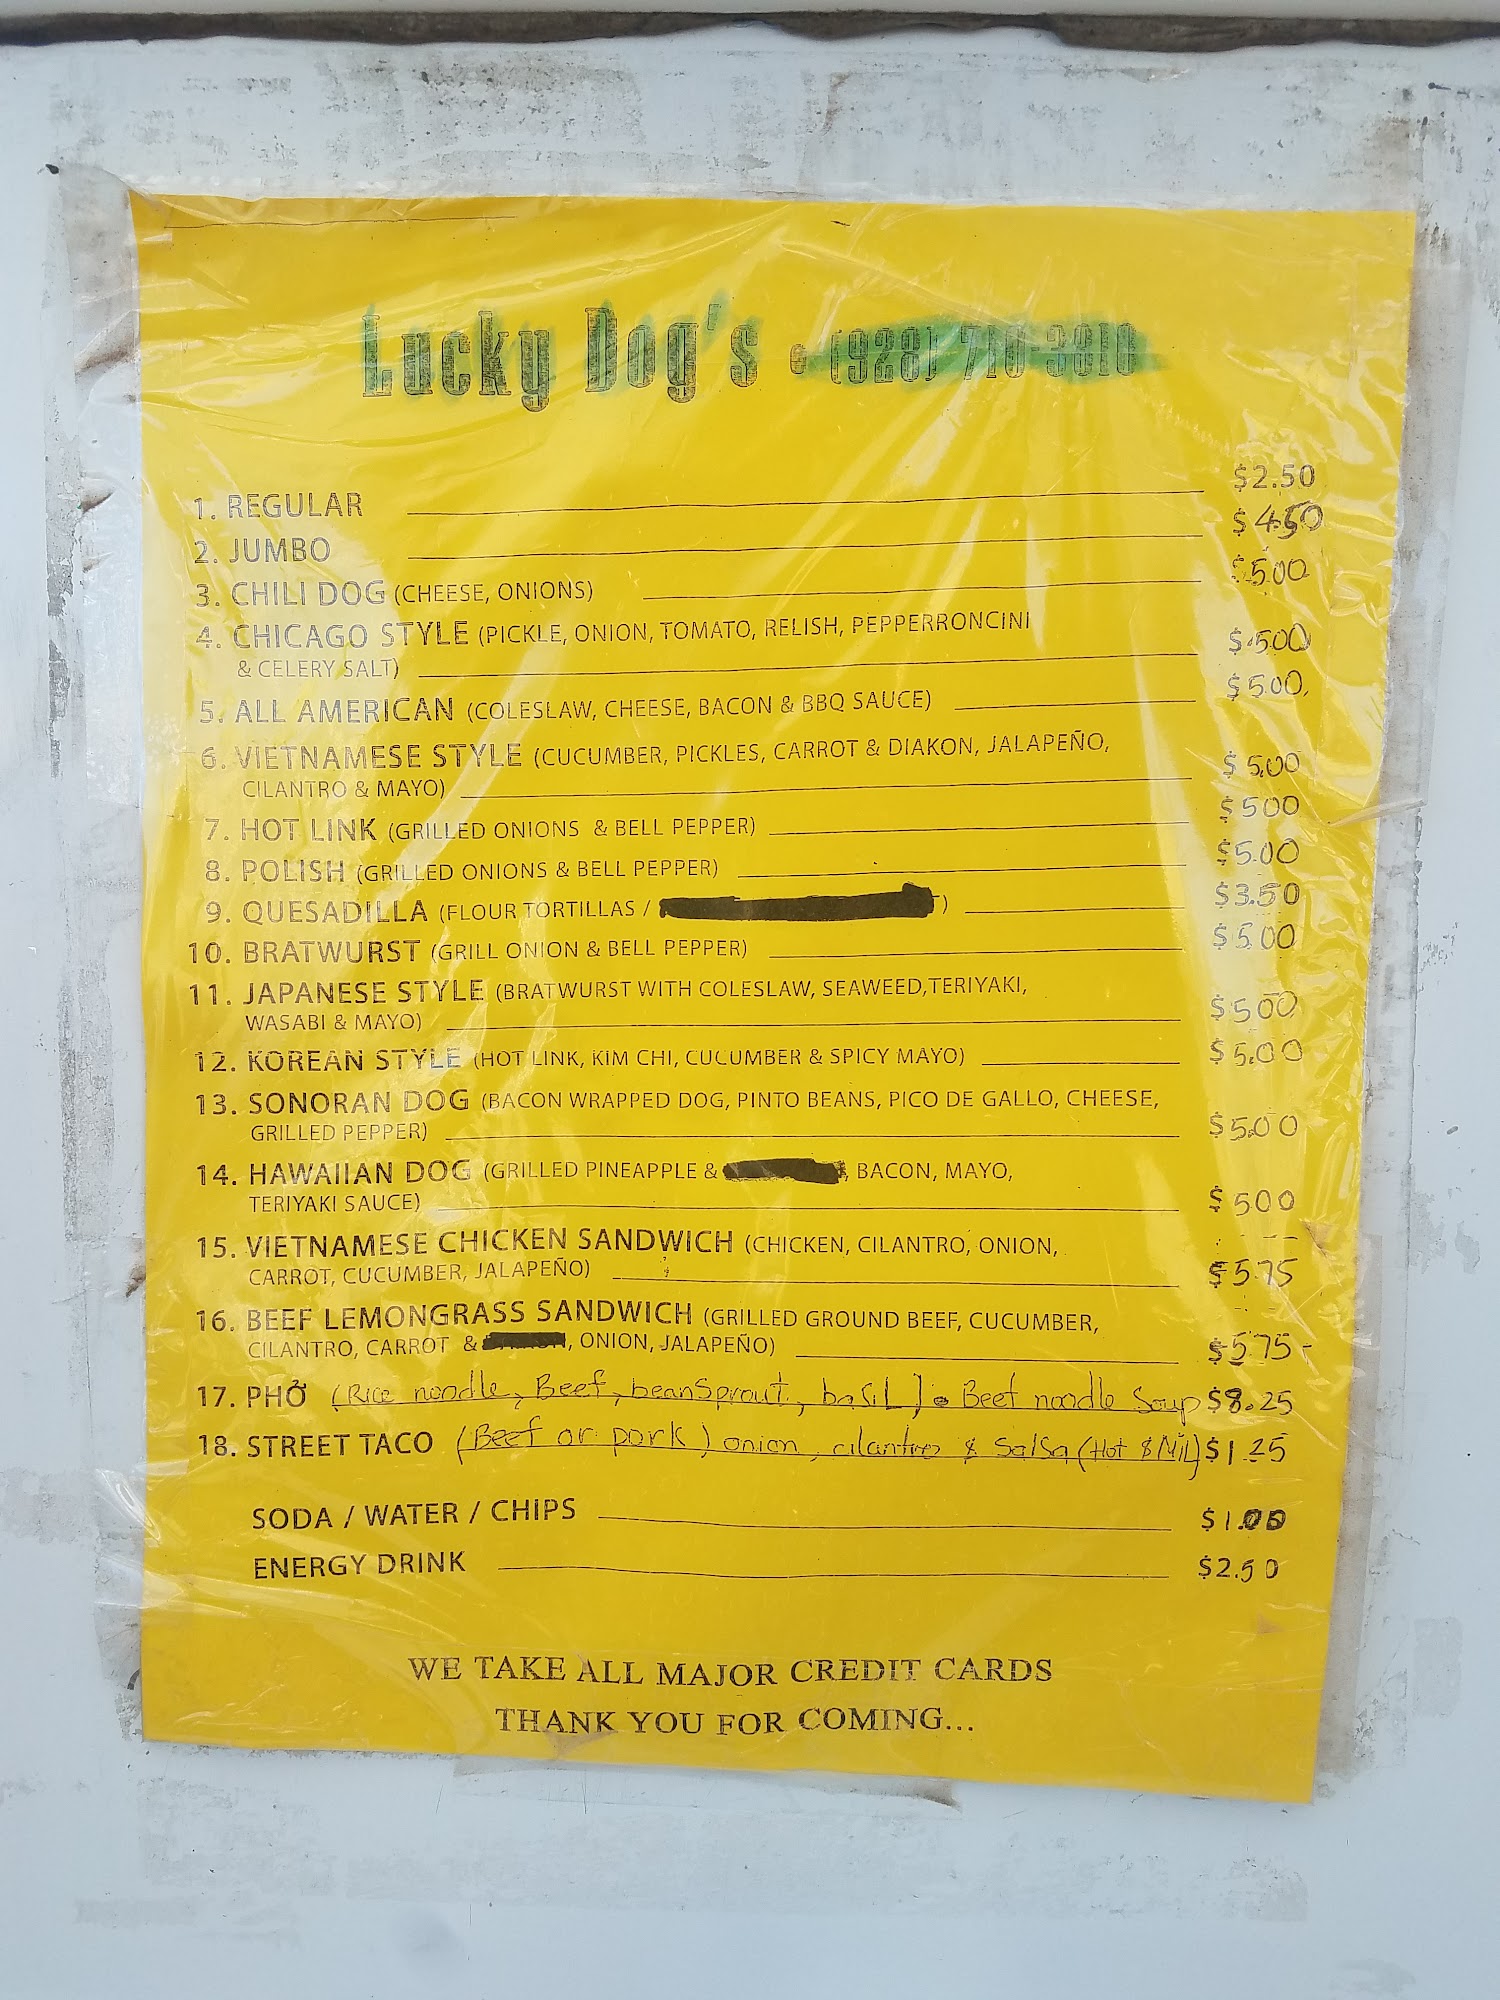 Lucky Dog's (928) 710-3810
1. REGULAR $2.50
2. JUMBO $4.50
3. CHILI DOG (CHEESE, ONIONS) $5.00
4. CHICAGO STYLE (PICKLE, ONION, TOMATO, RELISH, PEPPERRONCINI
& CELERY SALT) $5.00
5. ALL AMERICAN (COLESLAW, CHEESE, BACON & BBQ SAUCE) $5.00
6. VIETNAMESE STYLE (CUCUMBER, PICKLES, CARROT & DIAKON, JALAPEÑO,
CILANTRO & MAYO) $5.00
7. HOT LINK (GRILLED ONIONS & BELL PEPPER) $5.00
8. POLISH (GRILLED ONIONS & BELL PEPPER) $5.00
9. QUESADILLA (FLOUR TORTILLAS / ) $3.50
10. BRATWURST (GRILL ONION & BELL PEPPER) $5.00
11. JAPANESE STYLE (BRATWURST WITH COLESLAW, SEAWEED,TERIYAKI,
WASABI & MAYO) $5.00
12. KOREAN STYLE (HOT LINK, KIM CHI, CUCUMBER & SPICY MAYO) $5.00
13. SONORAN DOG (BACON WRAPPED DOG, PINTO BEANS, PICO DE GALLO, CHEESE,
GRILLED PEPPER) $5.00
14. HAWAIIAN DOG (GRILLED PINEAPPLE & , BACON, MAYO,
TERIYAKI SAUCE) $5.00
15. VIETNAMESE CHICKEN SANDWICH (CHICKEN, CILANTRO, ONION,
CARROT, CUCUMBER, JALAPEÑO) $5.75
16. BEEF LEMONGRASS SANDWICH (GRILLED GROUND BEEF, CUCUMBER,
CILANTRO, CARROT & , ONION, JALAPEÑO) $5.75
17. PHỞ (Rice noodle, Beef, beansprout, basil). Beef noodle Soup $8.25
18. STREET TACO (Beef or pork) onion, cilantro & Salsa (Hot & Mil) $1.25
SODA / WATER / CHIPS $1.00
ENERGY DRINK $2.50
WE TAKE ALL MAJOR CREDIT CARDS
THANK YOU FOR COMING...